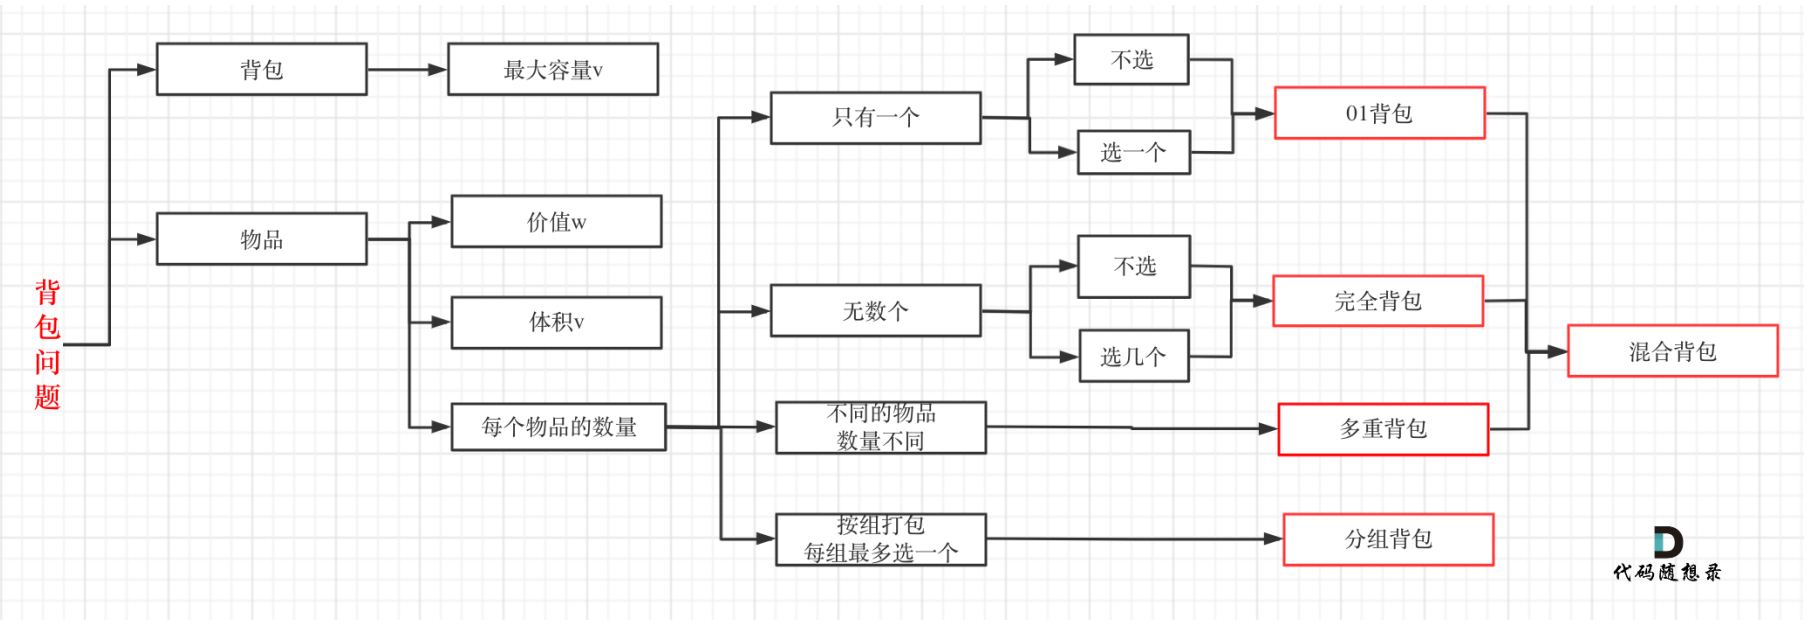 背包问题
背包
最大容量v
物品
价值w
体积v
每个物品的数量
只有一个
不选
选一个
01背包
无数个
不选
选几个
完全背包
不同的物品
数量不同
多重背包
混合背包
按组打包
每组最多选一个
分组背包
代码随想录